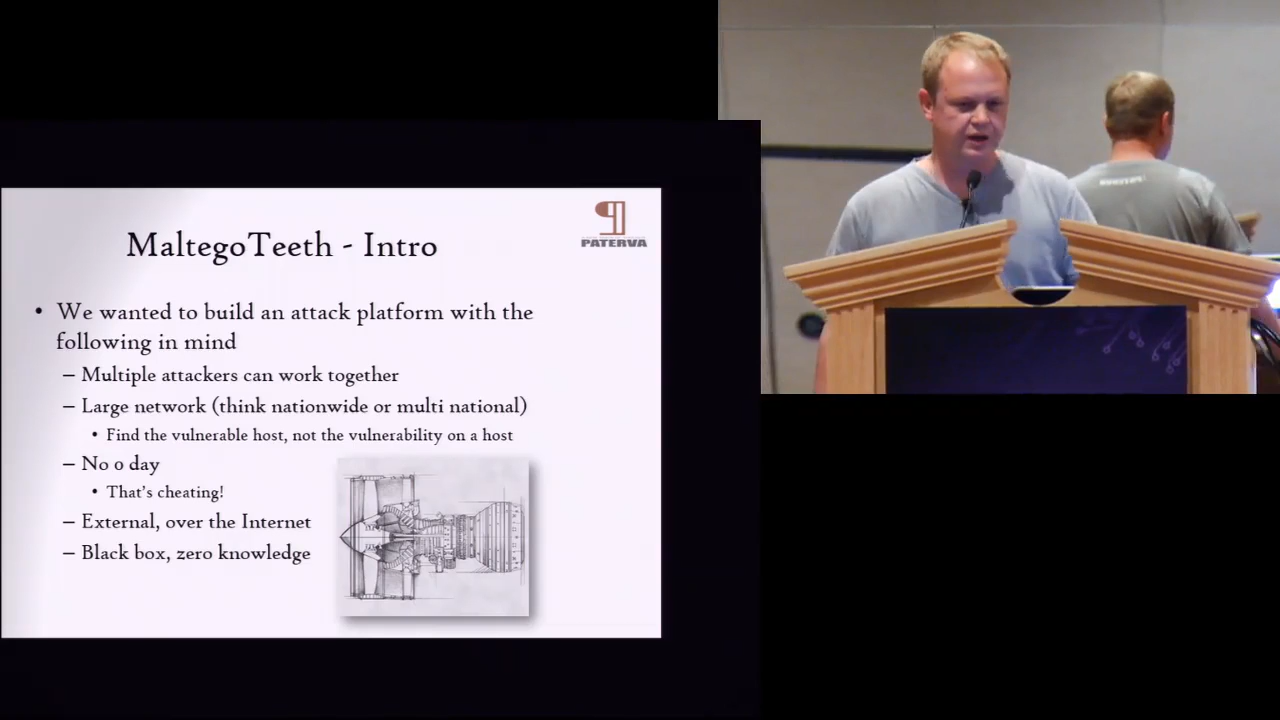 MaltegoTeeth - Intro
PATERVA
• We wanted to build an attack platform with the
following in mind
– Multiple attackers can work together
– Large network (think nationwide or multi national)
• Find the vulnerable host, not the vulnerability on a host
– No 0 day
• That's cheating!
– External, over the Internet
– Black box, zero knowledge